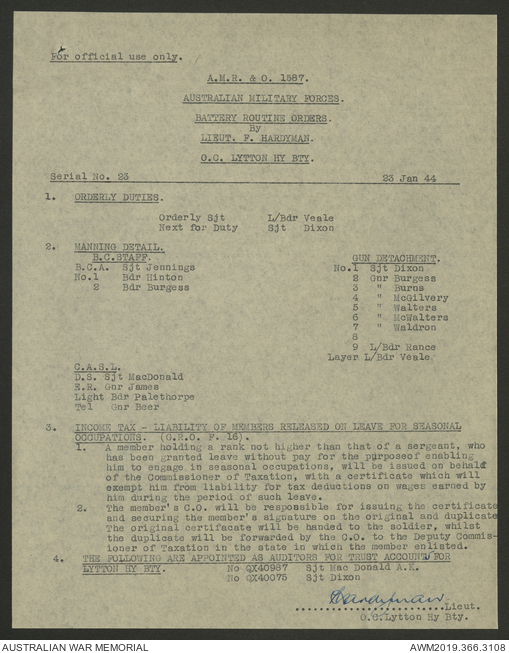 For official use only.
A.M.R. & O. 1587.
AUSTRALIAN MILITARY FORCES.
BATTERY ROUTINE ORDERS.
By
LIEUT. F. HARDYMAN.
O.C. LYTTON HY BTY.
Serial No. 23 23 Jan 44
1. ORDERLY DUTIES.
Orderly Sjt L/Bdr Veale
Next for Duty Sjt Dixon
2. MANNING DETAIL.
B.C.STAFF. GUN DETACHMENT.
B.C.A. Sjt Jennings No.1 Sjt Dixon
No.1 Bdr Hinton 2 Gnr Burgess
2 Bdr Burgess 3 " Burns
4 " McGilvery
5 " Walters
6 " McWalters
7 " Waldron
8
9 L/Bdr Rance
Layer L/Bdr Veale.
C.A.S.L.
D.S. Sjt MacDonald
E.R. Gnr James
Light Bdr Palethorpe
Tel Gnr Beer
3. INCOME TAX - LIABILITY OF MEMBERS RELEASED ON LEAVE FOR SEASONAL
OCCUPATIONS. (G.R.O. F. 16).
1. A member holding a rank not higher than that of a sergeant, who
has been granted leave without pay for the purposeof enabling
him to engage in seasonal occupations, will be issued on behalf
of the Commissioner of Taxation, with a certificate which will
exempt him from liability for tax deductions on wages earned by
him during the period of such leave.
2. The member's C.O. will be responsible for issuing the certificate
and securing the member's signature on the original and duplicate
The original certifacate will be handed to the soldier, whilst
the duplicate will be forwarded by the C.O. to the Deputy Commis-
ioner of Taxation in the state in which the member enlisted.
4. THE FOLLOWING ARE APPOINTED AS AUDITORS FOR TRUST ACCOUNT/FOR
LYTTON HY BTY. No QX40987 Sjt Mac Donald A.K.
No QX40075 Sjt Dixon
Hardyman.
........................Lieut.
O.C.Lytton Hy Bty.
AUSTRALIAN WAR MEMORIAL AWM2019.366.3108